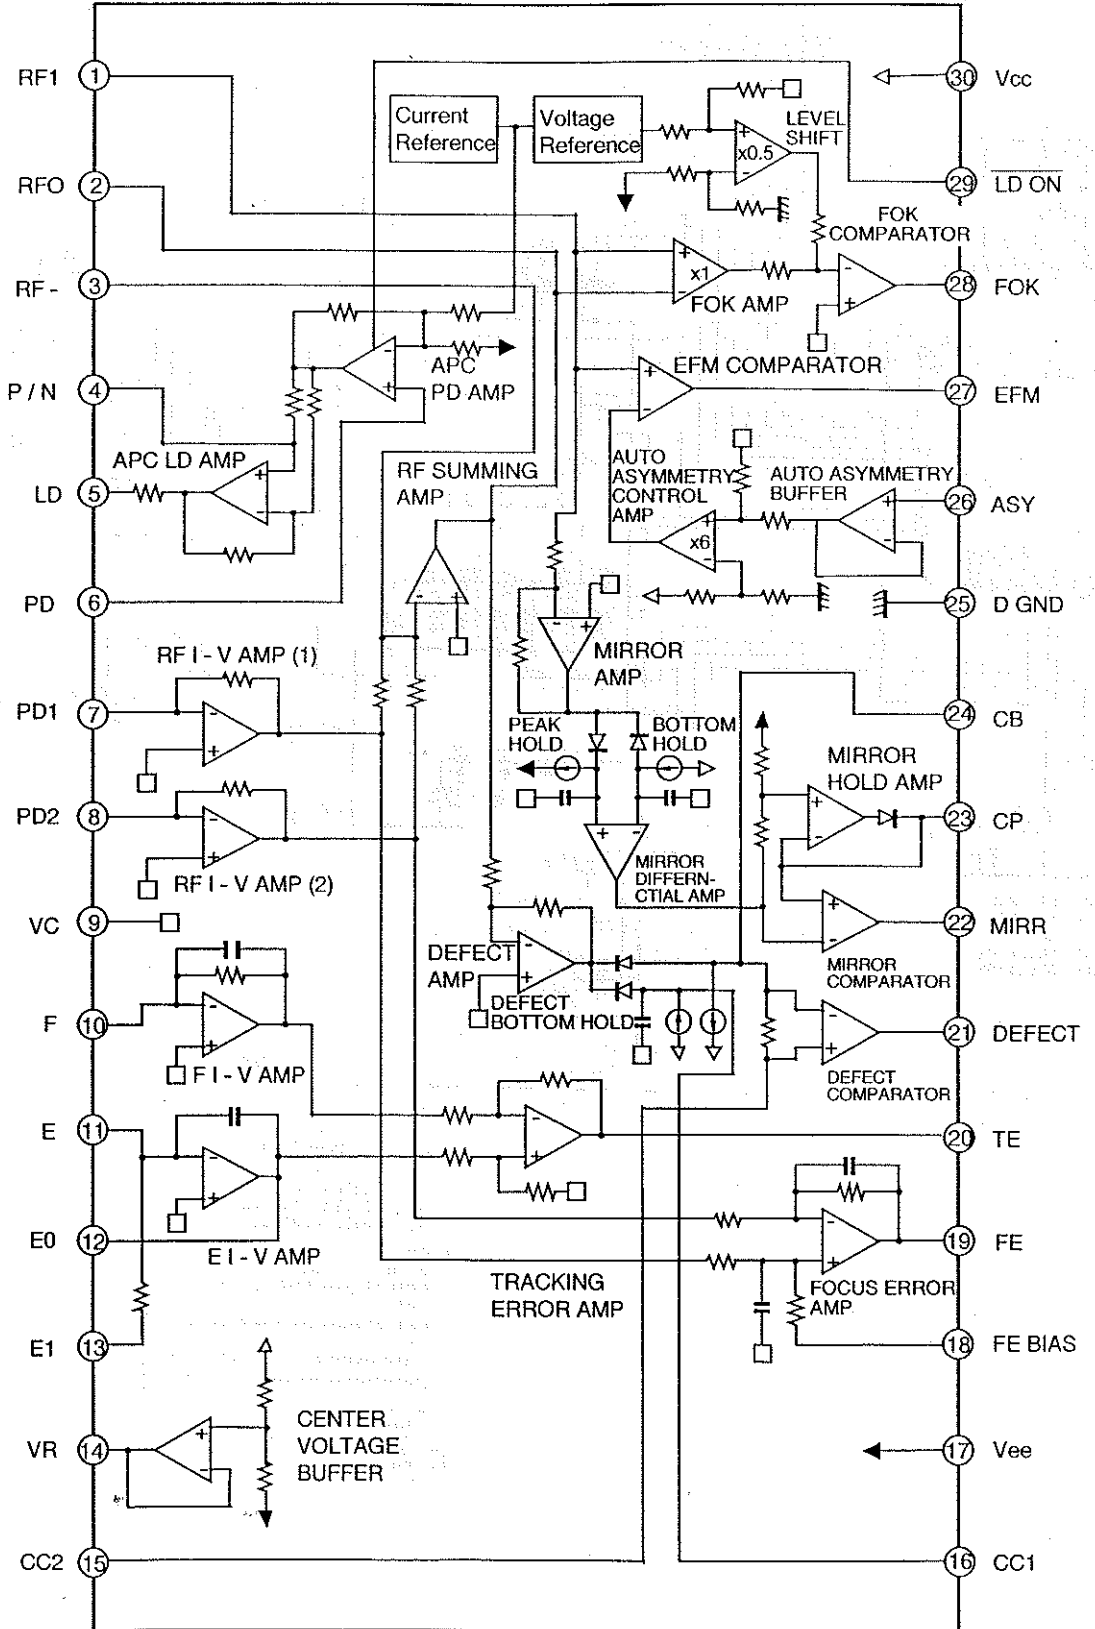 RF1 1
30 Vcc
Current
Reference
Voltage
Reference
LEVEL
SHIFT
+
x0.5
-
RFO 2
29 LD ON
FOK
COMPARATOR
RF - 3
+
x1
-
FOK AMP
-
+
28 FOK
-
+
APC
PD AMP
EFM COMPARATOR
+
-
27 EFM
P / N 4
APC LD AMP
+
-
LD 5
RF SUMMING
AMP
AUTO
ASYMMETRY
CONTROL
AMP
AUTO ASYMMETRY
BUFFER
+
-
26 ASY
+
x6
-
PD 6
- +
25 D GND
- +
MIRROR
AMP
RF I - V AMP (1)
PD1 7
-
+
24 CB
PEAK
HOLD
BOTTOM
HOLD
MIRROR
HOLD AMP
+
-
23 CP
PD2 8
-
+
RF I - V AMP (2)
+ -
MIRROR
DIFFERN-
CTIAL AMP
VC 9
+
-
22 MIRR
MIRROR
COMPARATOR
DEFECT
AMP
-
+
DEFECT
BOTTOM HOLD
F 10
-
+
F I - V AMP
-
+
21 DEFECT
DEFECT
COMPARATOR
E 11
-
+
20 TE
-
+
E0 12
E I - V AMP
-
+
19 FE
TRACKING
ERROR AMP
FOCUS ERROR
AMP
E1 13
18 FE BIAS
CENTER
VOLTAGE
BUFFER
VR 14
+
-
17 Vee
CC2 15
16 CC1